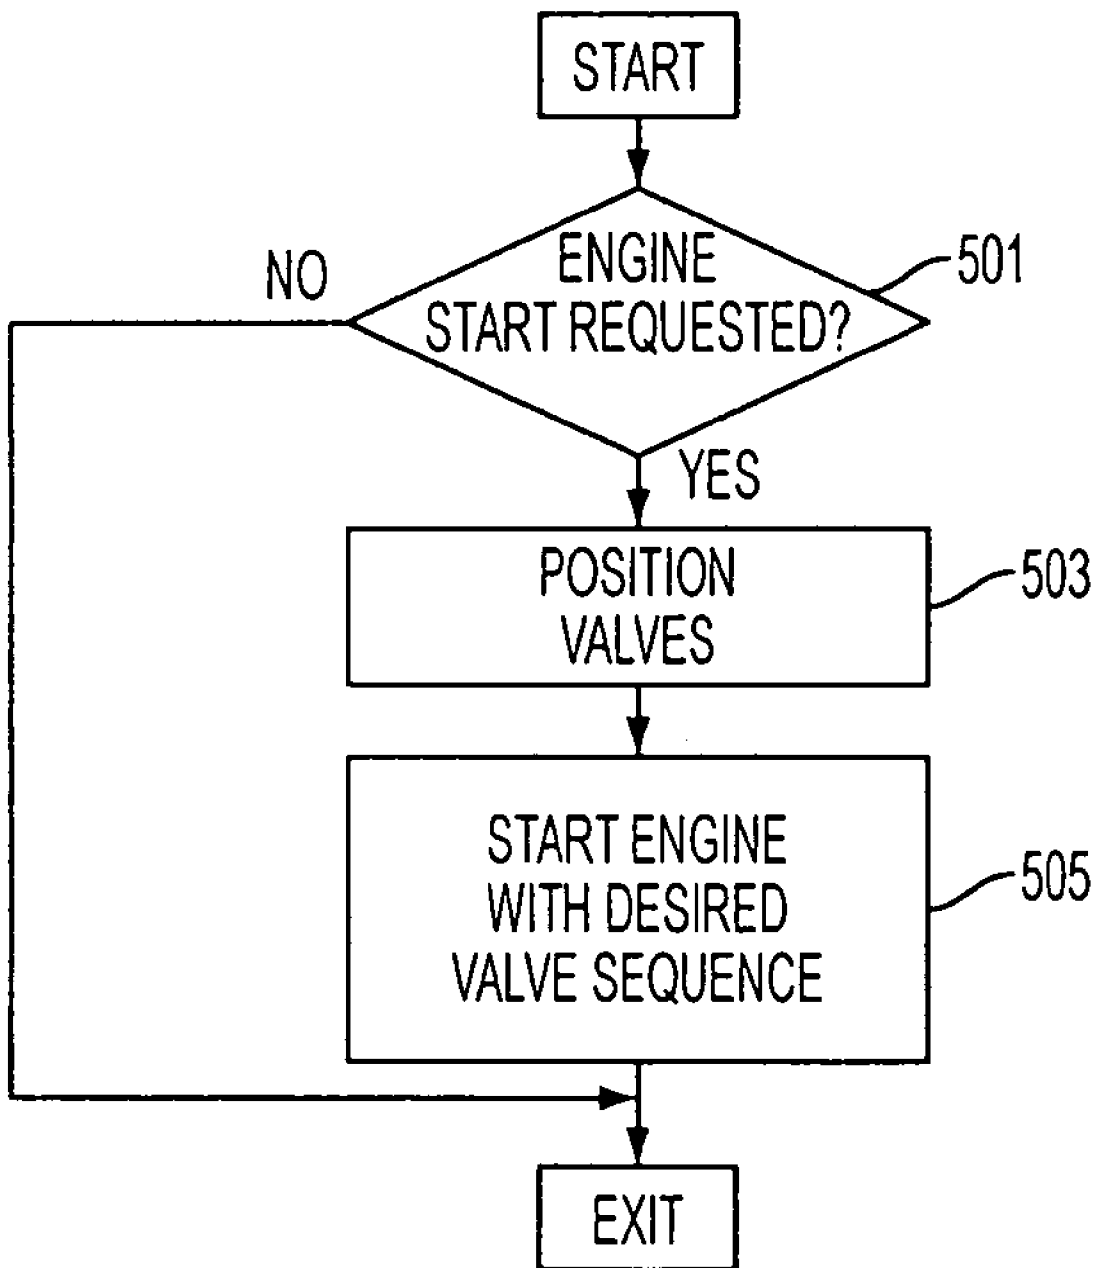 START
ENGINE
START REQUESTED?
501
NO
YES
POSITION
VALVES
503
START ENGINE
WITH DESIRED
VALVE SEQUENCE
505
EXIT